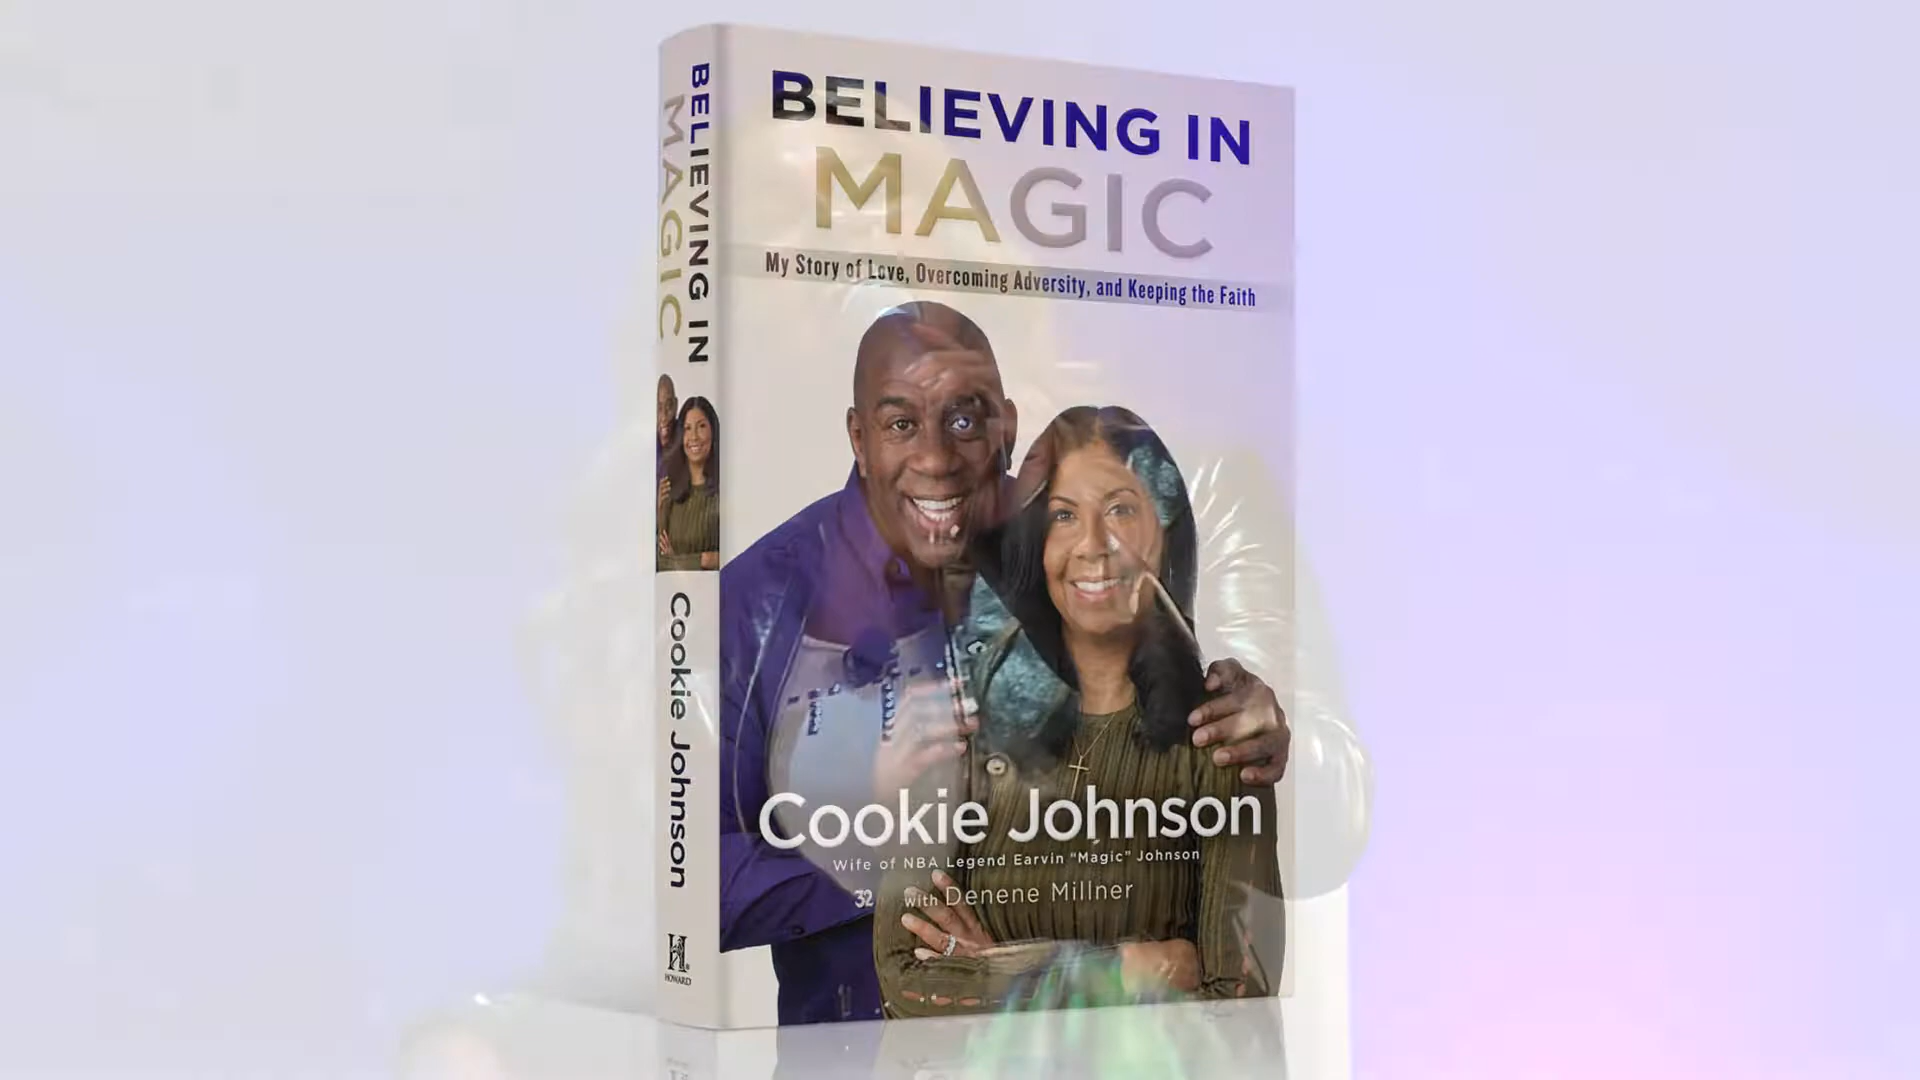 BELIEVING IN
MAGIC
My Story of Love, Overcoming Adversity, and Keeping the Faith
Cookie Johnson
Wife of NBA Legend Earvin "Magic" Johnson
32
with Denene Millner
BELIEVING IN
MAGIC
Cookie Johnson
H
HOWARD